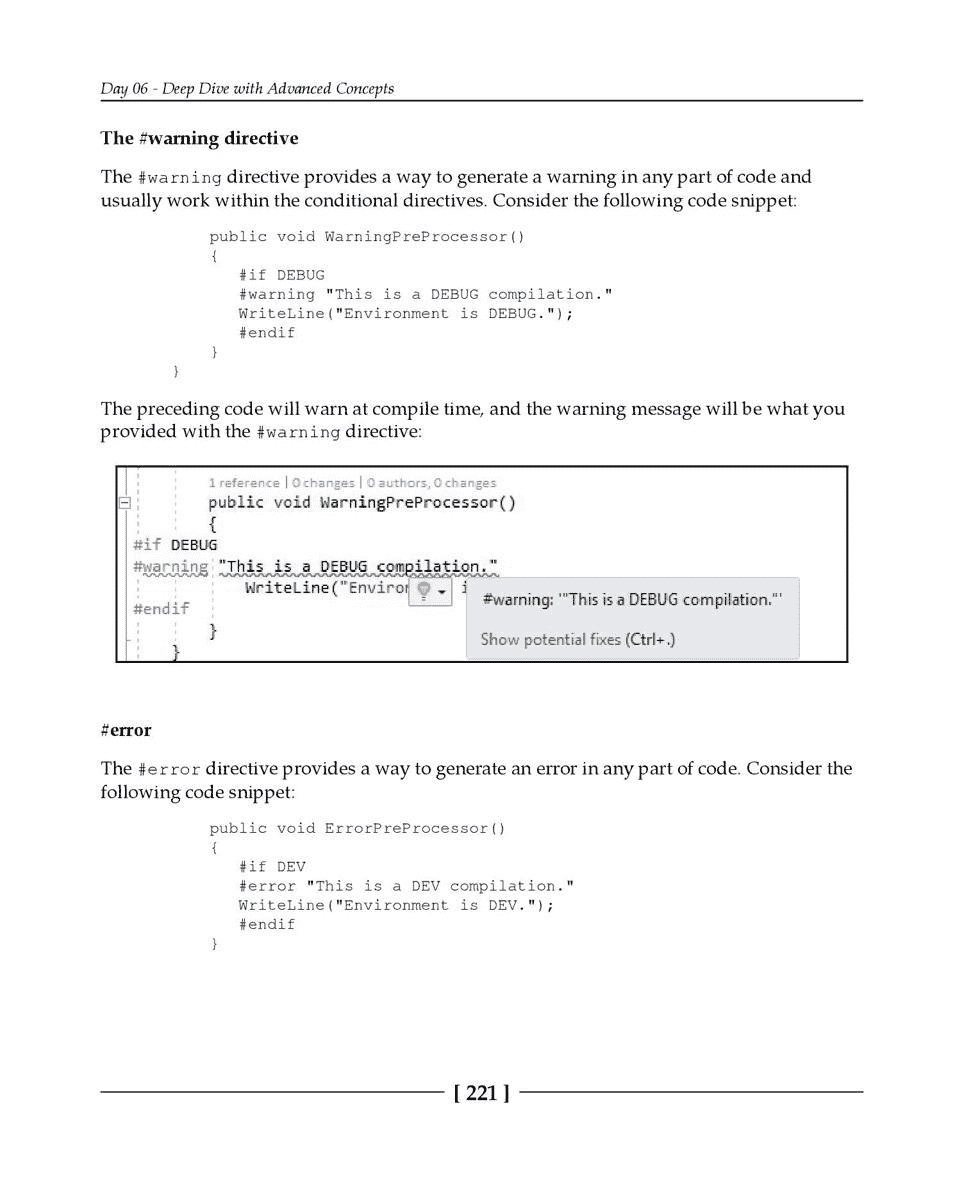 Day 06 - Deep Dive with Advanced Concepts
The #warning directive
The #warning directive provides a way to generate a warning in any part of code and
usually work within the conditional directives. Consider the following code snippet:
public void WarningPreProcessor()
{
#if DEBUG
#warning "This is a DEBUG compilation."
WriteLine("Environment is DEBUG.");
#endif
}
}
The preceding code will warn at compile time, and the warning message will be what you
provided with the #warning directive:
1 reference | 0 changes | 0 authors, 0 changes
public void WarningPreProcessor()
{
#if DEBUG
#warning "This is a DEBUG compilation."
WriteLine("Environ i
#warning: '"This is a DEBUG compilation."'
#endif
Show potential fixes (Ctrl+.)
}
}
#error
The #error directive provides a way to generate an error in any part of code. Consider the
following code snippet:
public void ErrorPreProcessor()
{
#if DEV
#error "This is a DEV compilation."
WriteLine("Environment is DEV.");
#endif
}
[ 221 ]